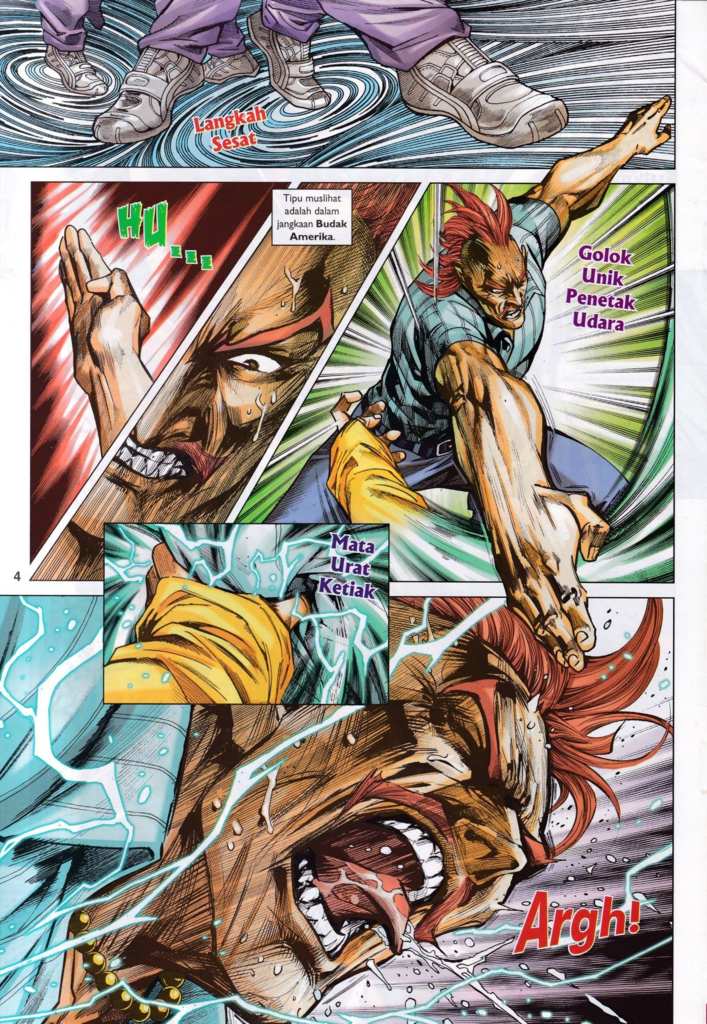 Langkah
Sesat
HU...
Tipu muslihat
adalah dalam
jangkaan Budak
Amerika.
Golok
Unik
Penetak
Udara
Mata
Urat
Ketiak
4
Argh!